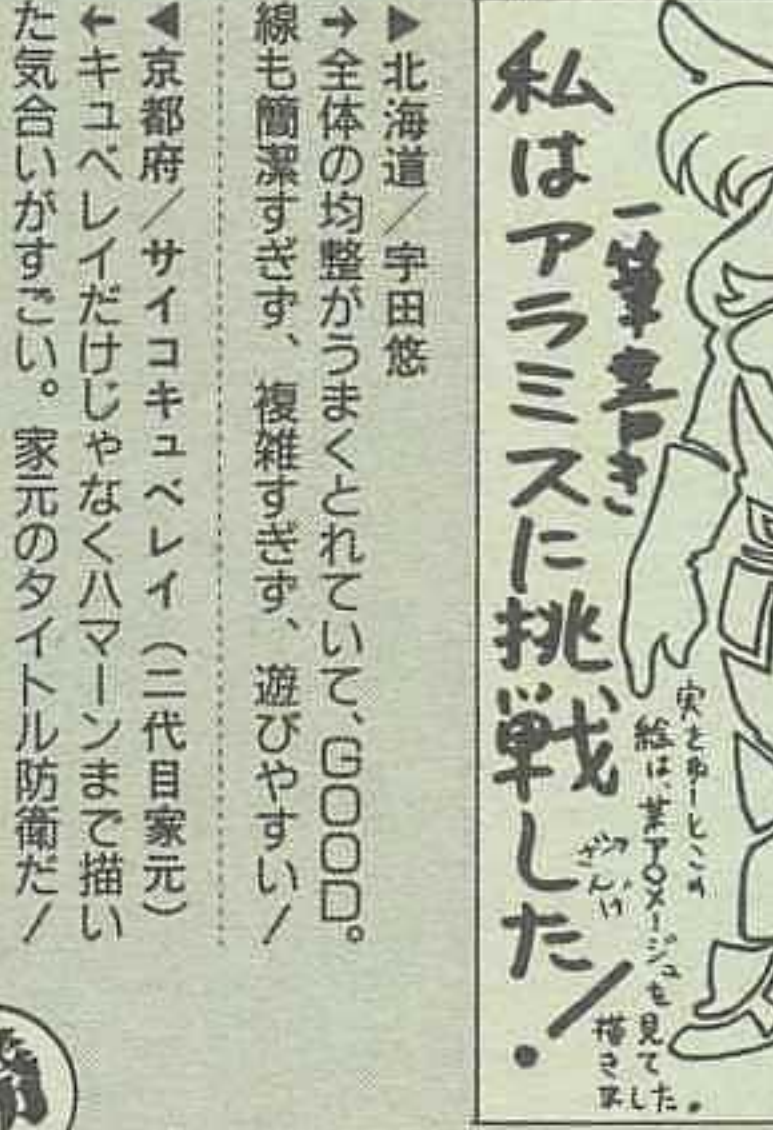 一筆書き
私はアラミスに挑戦した!
実をゆーとこの
絵は、某ア○メージュを見て
描きました。
ざんげ
▶北海道/宇田悠
→全体の均整がうまくとれていて、GOOD。
線も簡潔すぎず、複雑すぎず、遊びやすい!
◀京都府/サイコキュベレイ(二代目家元)
←キュベレイだけじゃなくハマーンまで描い
た気合いがすごい。家元のタイトル防衛だ!